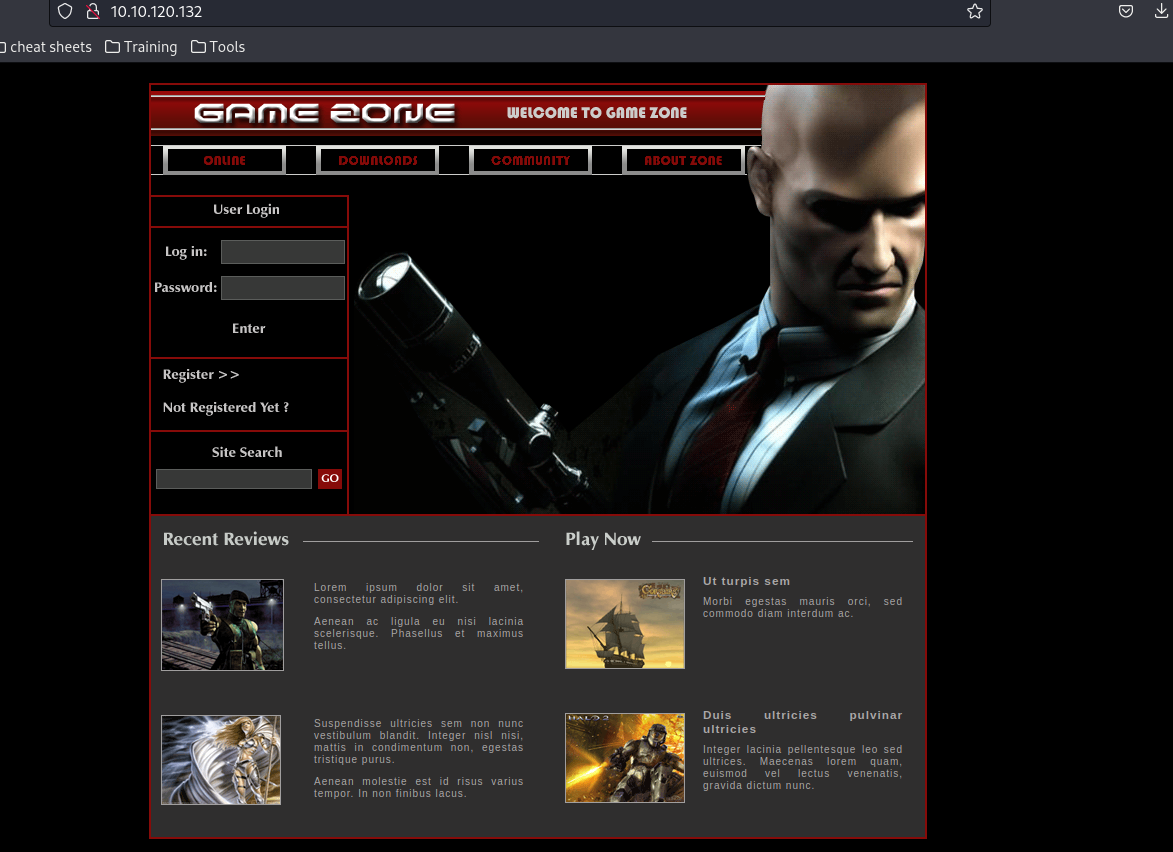 10.10.120.132
cheat sheets Training Tools
GAME ZONE WELCOME TO GAME ZONE
ONLINE DOWNLOADS COMMUNITY ABOUT ZONE
User Login
Log in:
Password:
Enter
Register >>
Not Registered Yet ?
Site Search
GO
Recent Reviews
Lorem ipsum dolor sit amet,
consectetur adipiscing elit.
Aenean ac ligula eu nisi lacinia
scelerisque. Phasellus et maximus
tellus.
Suspendisse ultricies sem non nunc
vestibulum blandit. Integer nisl nisi,
mattis in condimentum non, egestas
tristique purus.
Aenean molestie est id risus varius
tempor. In non finibus lacus.
Play Now
Ut turpis sem
Morbi egestas mauris orci, sed
commodo diam interdum ac.
HALO 2
Duis ultricies pulvinar
ultricies
Integer lacinia pellentesque leo sed
ultrices. Maecenas lorem quam,
euismod vel lectus venenatis,
gravida dictum nunc.